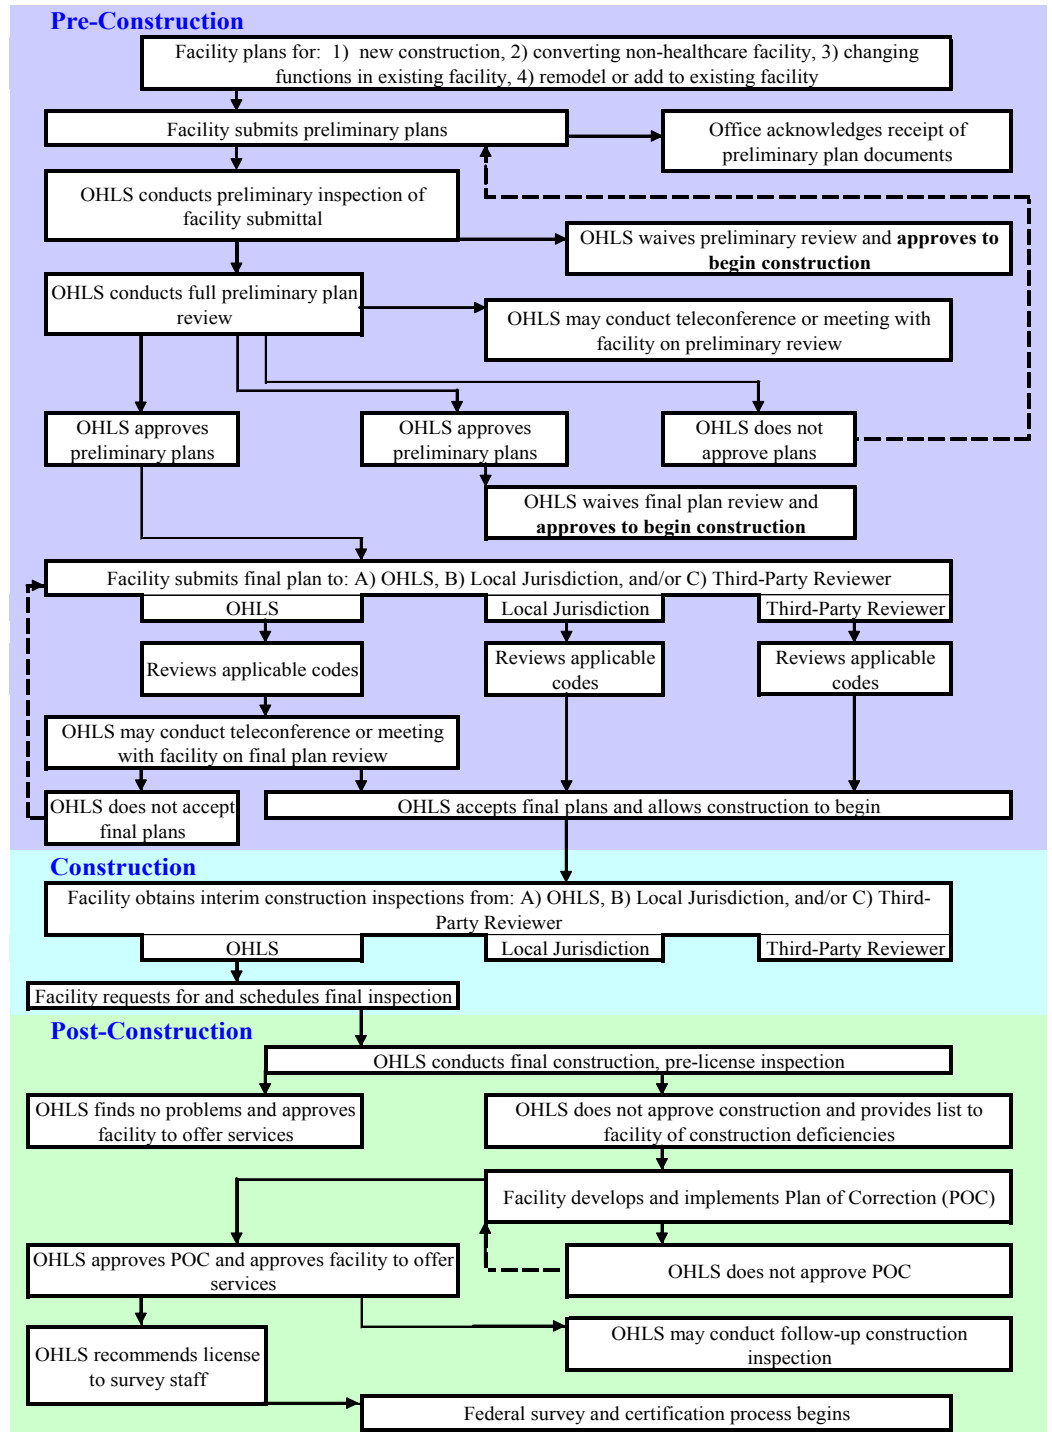 Pre-Construction
Facility plans for:  1)  new construction, 2) converting non-healthcare facility, 3) changing
functions in existing facility, 4) remodel or add to existing facility
Facility submits preliminary plans
Office acknowledges receipt of
preliminary plan documents
OHLS conducts preliminary inspection of
facility submittal
OHLS waives preliminary review and approves to
begin construction
OHLS conducts full preliminary plan
review
OHLS may conduct teleconference or meeting with
facility on preliminary review
OHLS approves
preliminary plans
OHLS approves
preliminary plans
OHLS does not
approve plans
OHLS waives final plan review and
approves to begin construction
Facility submits final plan to: A) OHLS, B) Local Jurisdiction, and/or C) Third-Party Reviewer
OHLS
Local Jurisdiction
Third-Party Reviewer
Reviews applicable codes
Reviews applicable
codes
Reviews applicable
codes
OHLS may conduct teleconference or meeting
with facility on final plan review
OHLS does not accept
final plans
OHLS accepts final plans and allows construction to begin
Construction
Facility obtains interim construction inspections from: A) OHLS, B) Local Jurisdiction, and/or C) Third-
Party Reviewer
OHLS
Local Jurisdiction
Third-Party Reviewer
Facility requests for and schedules final inspection
Post-Construction
OHLS conducts final construction, pre-license inspection
OHLS finds no problems and approves
facility to offer services
OHLS does not approve construction and provides list to
facility of construction deficiencies
Facility develops and implements Plan of Correction (POC)
OHLS approves POC and approves facility to offer
services
OHLS does not approve POC
OHLS may conduct follow-up construction
inspection
OHLS recommends license
to survey staff
Federal survey and certification process begins